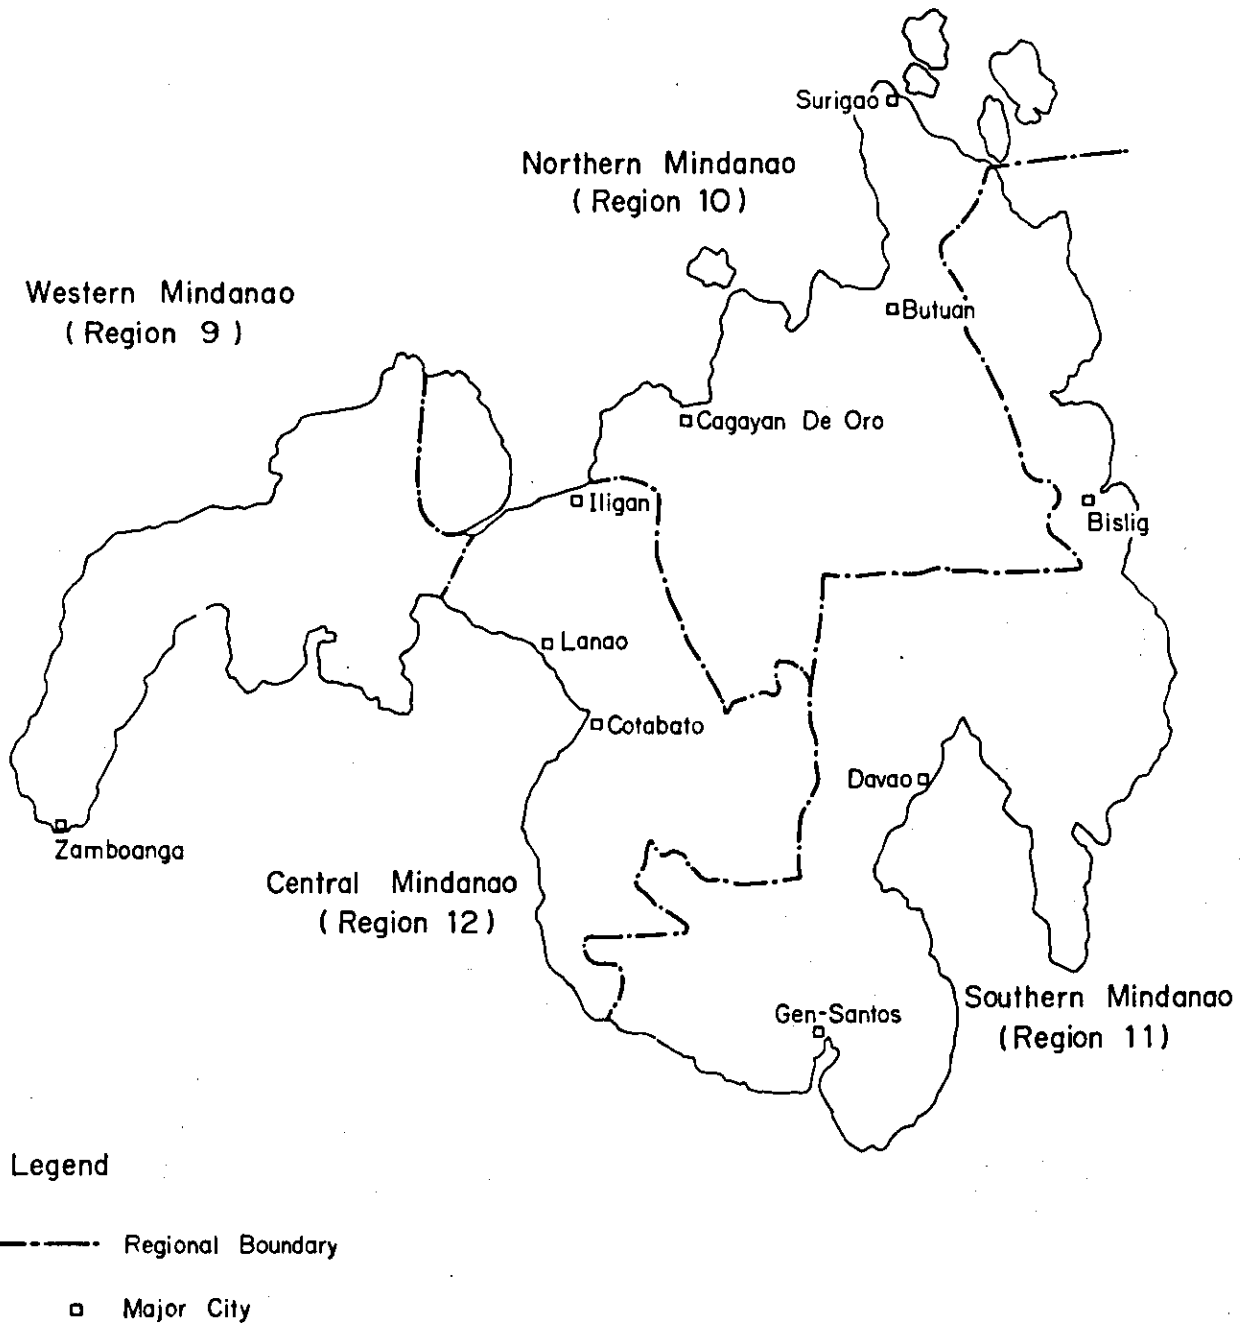 Surigao
Northern Mindanao
( Region 10 )
Western Mindanao
( Region 9 )
Butuan
Cagayan De Oro
Iligan
Bislig
Lanao
Cotabato
Davao
Zamboanga
Central Mindanao
( Region 12 )
Southern Mindanao
(Region 11)
Gen-Santos
Legend
Regional Boundary
Major City